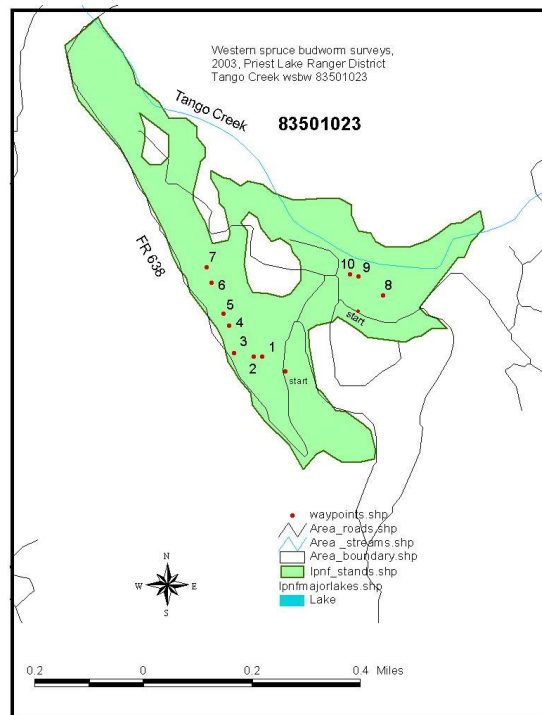 Western spruce budworm surveys,
2003, Priest Lake Ranger District
Tango Creek wsbw 83501023
Tango Creek
83501023
FR 638
7
6
5
4
3
2
1
start
10
9
8
start
waypoints.shp
Area_roads.shp
Area _streams.shp
Area_boundary.shp
Ipnf_stands.shp
Ipnfmajorlakes.shp
Lake
N
W
E
S
0.2
0
0.2
0.4
Miles